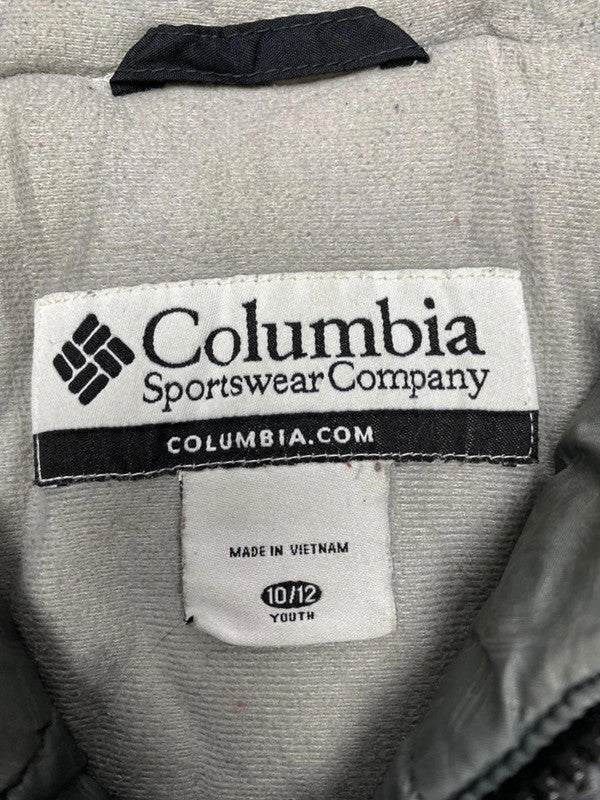 Columbia
Sportswear Company
COLUMBIA.COM
MADE IN VIETNAM
10/12
YOUTH